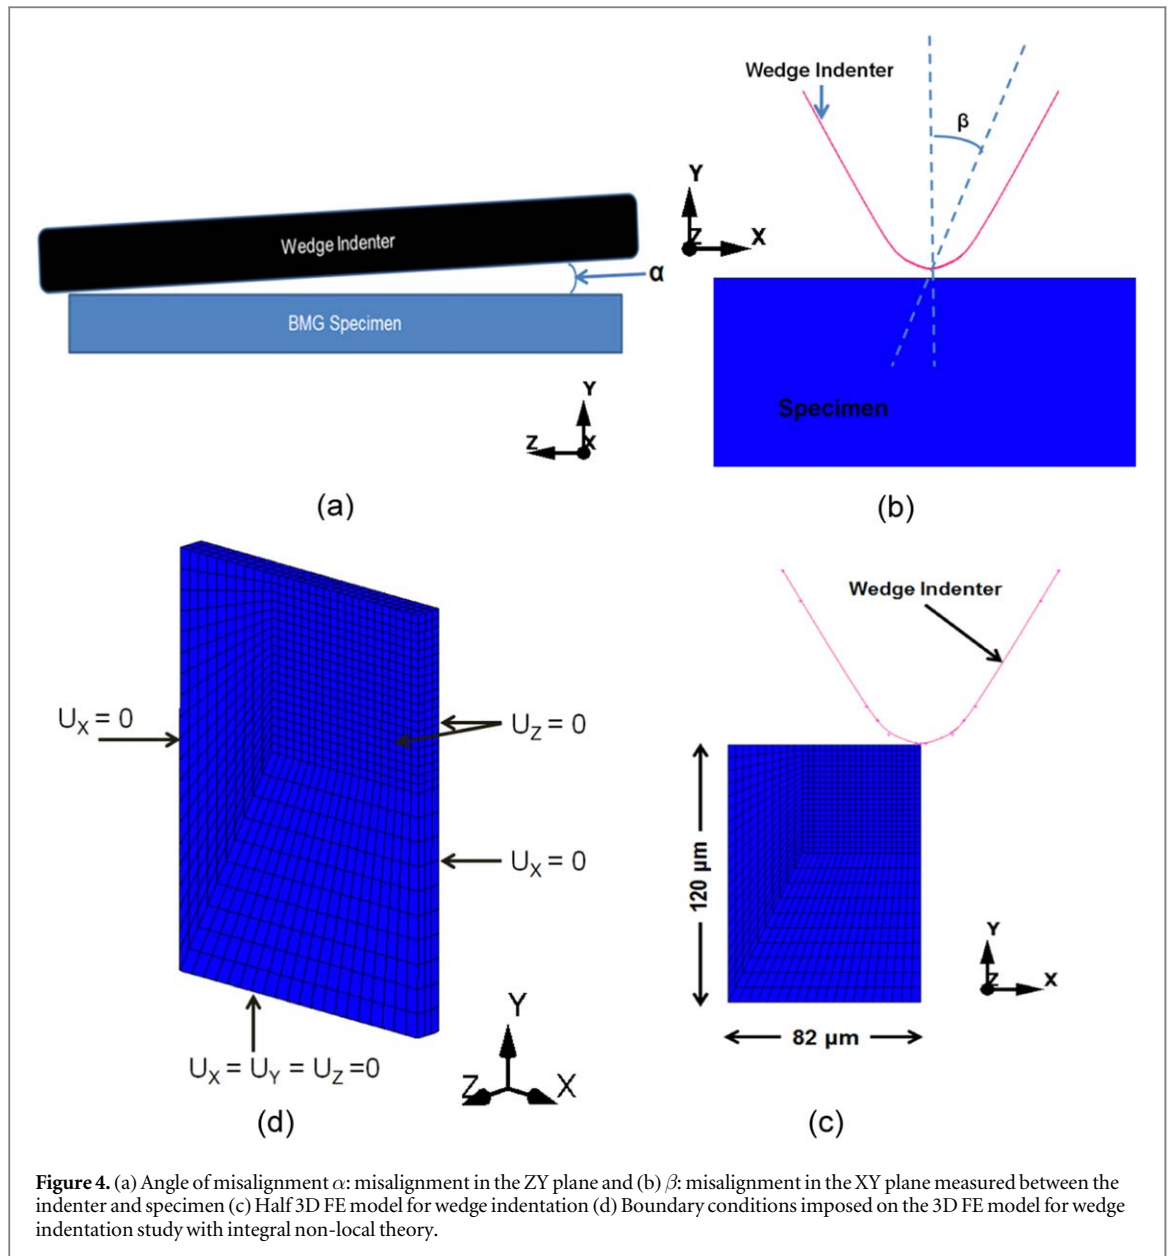 Wedge Indenter
α
BMG Specimen
Y
Z X
(a)
Wedge Indenter
β
Y
Z X
Specimen
(b)
U_X = 0
U_Z = 0
U_X = 0
U_X = U_Y = U_Z =0
Y
Z X
(d)
Wedge Indenter
120 µm
82 µm
Y
Z X
(c)
Figure 4. (a) Angle of misalignment α: misalignment in the ZY plane and (b) β: misalignment in the XY plane measured between the
indenter and specimen (c) Half 3D FE model for wedge indentation (d) Boundary conditions imposed on the 3D FE model for wedge
indentation study with integral non-local theory.